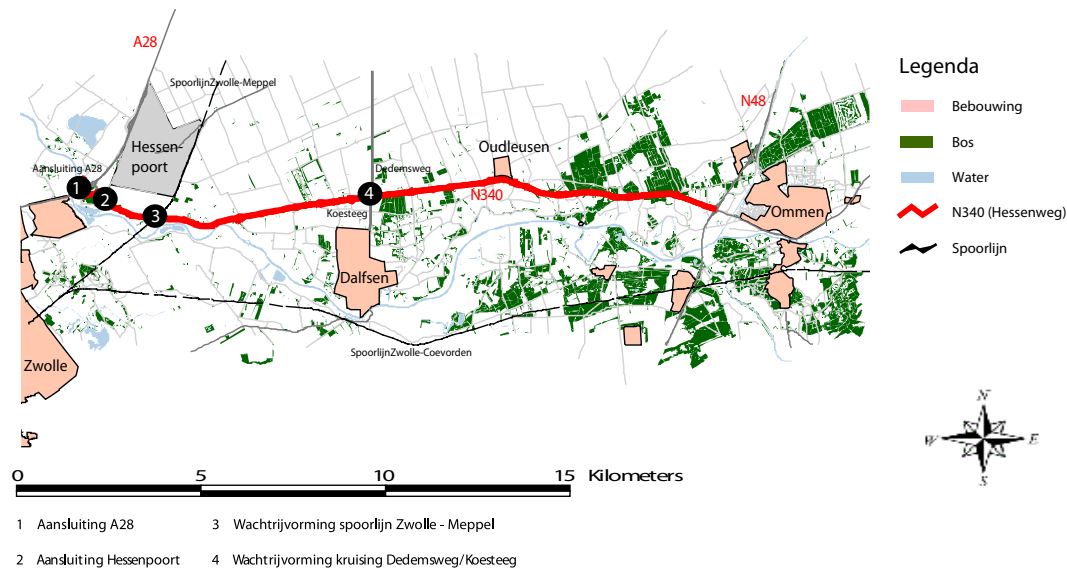 A28
SpoorlijnZwolle-Meppel
N48
Hessen-
poort
Oudleusen
Aansluiting A28
Dedemsweg
1
2
3
4
N340
Koesteeg
Ommen
Dalfsen
SpoorlijnZwolle-Coevorden
Zwolle
Legenda
Bebouwing
Bos
Water
N340 (Hessenweg)
Spoorlijn
N
W E
S
0 5 10 15 Kilometers
1 Aansluiting A28 3 Wachtrijvorming spoorlijn Zwolle - Meppel
2 Aansluiting Hessenpoort 4 Wachtrijvorming kruising Dedemsweg/Koesteeg